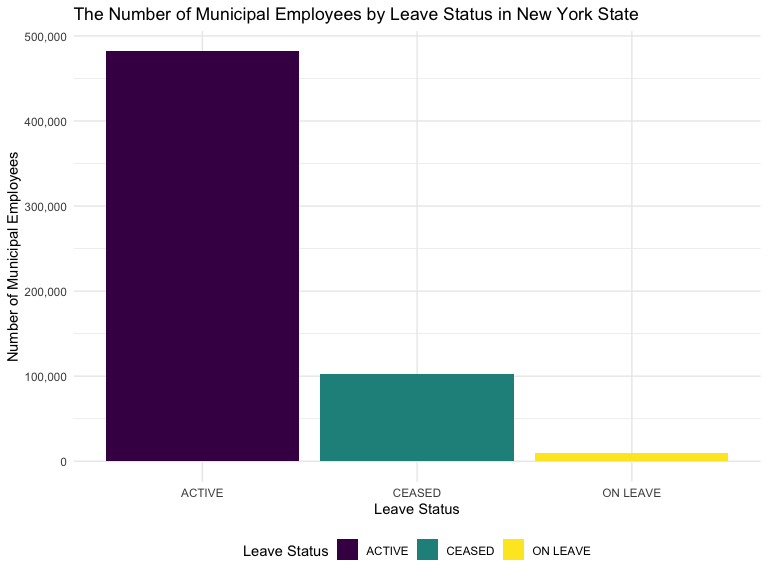 The Number of Municipal Employees by Leave Status in New York State
Number of Municipal Employees
500,000
400,000
300,000
200,000
100,000
0
ACTIVE CEASED ON LEAVE
Leave Status
Leave Status ACTIVE CEASED ON LEAVE